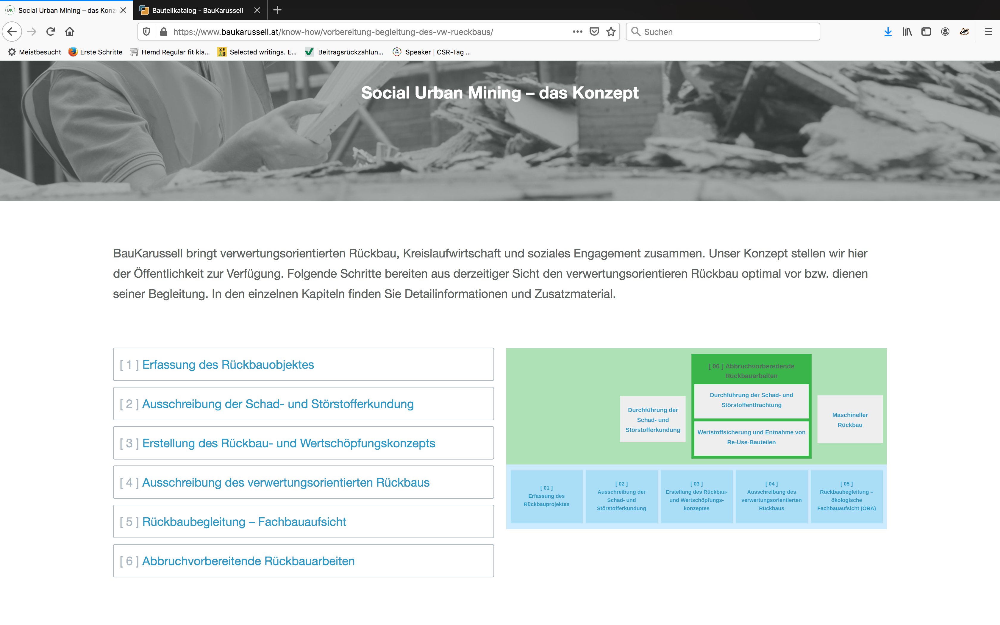 Social Urban Mining – das Konz
Bauteilkatalog - BauKarussell
https://www.baukarussell.at/know-how/vorbereitung-begleitung-des-vw-rueckbaus/
Suchen
Meistbesucht
Erste Schritte
Hemd Regular fit kla...
ZV
AB
Selected writings. E...
Beitragsrückzahlun...
17
Speaker | CSR-Tag ...
BK
Social Urban Mining – das Konzept
BauKarussell bringt verwertungsorientierten Rückbau, Kreislaufwirtschaft und soziales Engagement zusammen. Unser Konzept stellen wir hier
der Öffentlichkeit zur Verfügung. Folgende Schritte bereiten aus derzeitiger Sicht den verwertungsorientieren Rückbau optimal vor bzw. dienen
seiner Begleitung. In den einzelnen Kapiteln finden Sie Detailinformationen und Zusatzmaterial.
[ 1 ] Erfassung des Rückbauobjektes
[ 2 ] Ausschreibung der Schad- und Störstofferkundung
[ 3 ] Erstellung des Rückbau- und Wertschöpfungskonzepts
[ 4 ] Ausschreibung des verwertungsorientierten Rückbaus
[ 5 ] Rückbaubegleitung – Fachbauaufsicht
[ 6 ] Abbruchvorbereitende Rückbauarbeiten
Durchführung der
Schad- und
Störstofferkundung
[ 06 ] Abbruchvorbereitende
Rückbauarbeiten
Durchführung der Schad- und
Störstoffentfrachtung
Wertstoffsicherung und Entnahme von
Re-Use-Bauteilen
Maschineller
Rückbau
[ 01 ]
Erfassung des
Rückbauprojektes
[ 02 ]
Ausschreibung der
Schad- und
Störstofferkundung
[ 03 ]
Erstellung des Rückbau-
und Wertschöpfungs-
konzeptes
[ 04 ]
Ausschreibung des
verwertungsorientierten
Rückbaus
[ 05 ]
Rückbaubegleitung –
ökologische
Fachbauaufsicht (ÖBA)